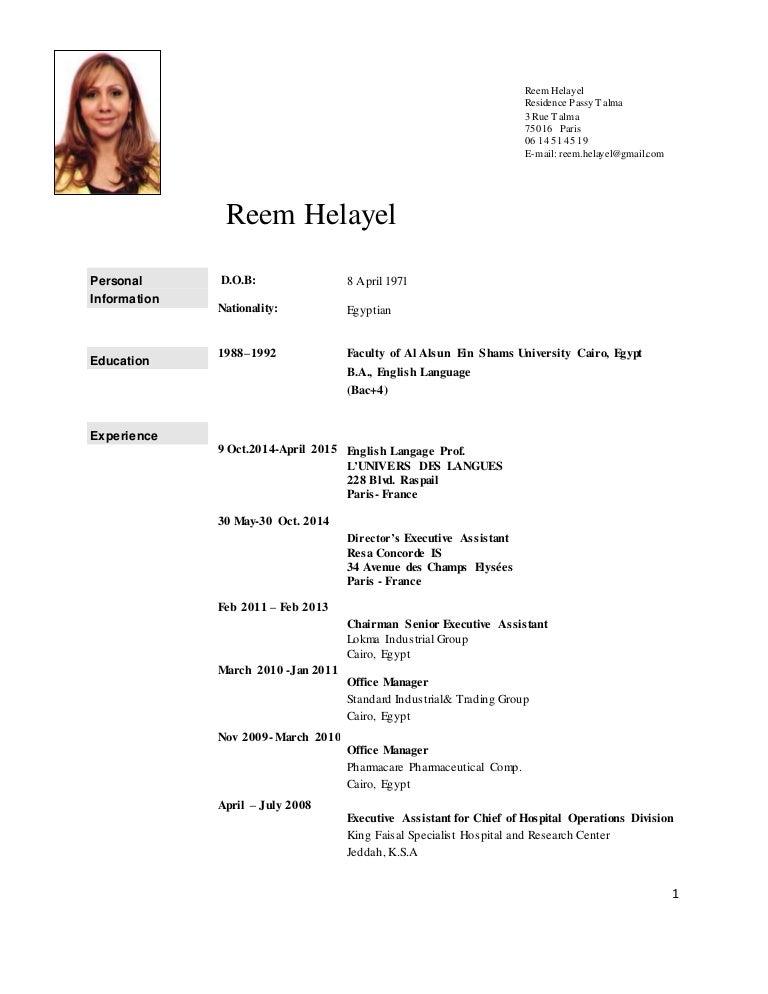 Reem Helayel
Residence Passy Talma
3 Rue Talma
75016 Paris
06 14 51 45 19
E-mail: reem.helayel@gmail.com
Reem Helayel
Personal Information
D.O.B: 8 April 1971
Nationality: Egyptian
Education
1988–1992 Faculty of Al Alsun Ein Shams University Cairo, Egypt
B.A., English Language
(Bac+4)
Experience
9 Oct.2014-April 2015 English Langage Prof.
L'UNIVERS DES LANGUES
228 Blvd. Raspail
Paris- France
30 May-30 Oct. 2014
Director's Executive Assistant
Resa Concorde IS
34 Avenue des Champs Elysées
Paris - France
Feb 2011 – Feb 2013
Chairman Senior Executive Assistant
Lokma Industrial Group
Cairo, Egypt
March 2010 -Jan 2011
Office Manager
Standard Industrial& Trading Group
Cairo, Egypt
Nov 2009- March 2010
Office Manager
Pharmacare Pharmaceutical Comp.
Cairo, Egypt
April – July 2008
Executive Assistant for Chief of Hospital Operations Division
King Faisal Specialist Hospital and Research Center
Jeddah, K.S.A
1